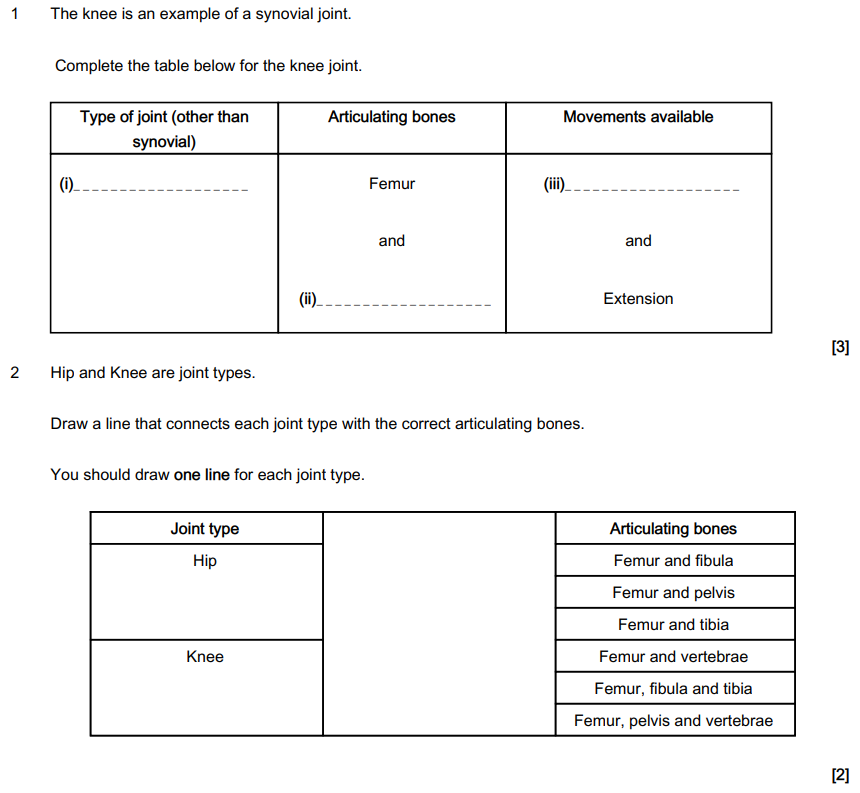 1 The knee is an example of a synovial joint.
Complete the table below for the knee joint.
Type of joint (other than synovial) Articulating bones Movements available
(i)___________________ Femur (iii)___________________
and and
(ii)___________________ Extension
[3]
2 Hip and Knee are joint types.
Draw a line that connects each joint type with the correct articulating bones.
You should draw one line for each joint type.
Joint type Articulating bones
Hip Femur and fibula
Femur and pelvis
Femur and tibia
Knee Femur and vertebrae
Femur, fibula and tibia
Femur, pelvis and vertebrae
[2]